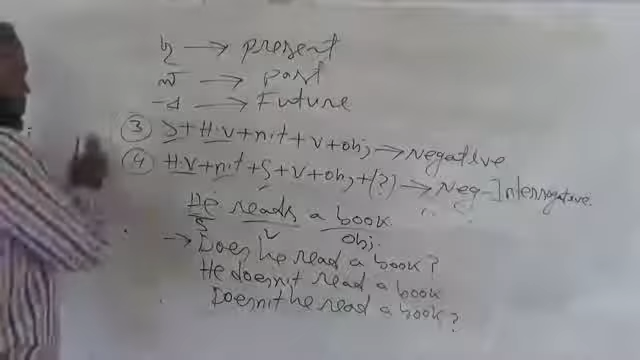 → present
→ past
→ Future
③ S+H.V+n't+V+obj → Negative
④ H.V+n't+S+V+obj+(?) → Neg-Interrogative.
He reads a book.
S V obj.
→ Does he read a book?
He doesn't read a book
Doesn't he read a book?